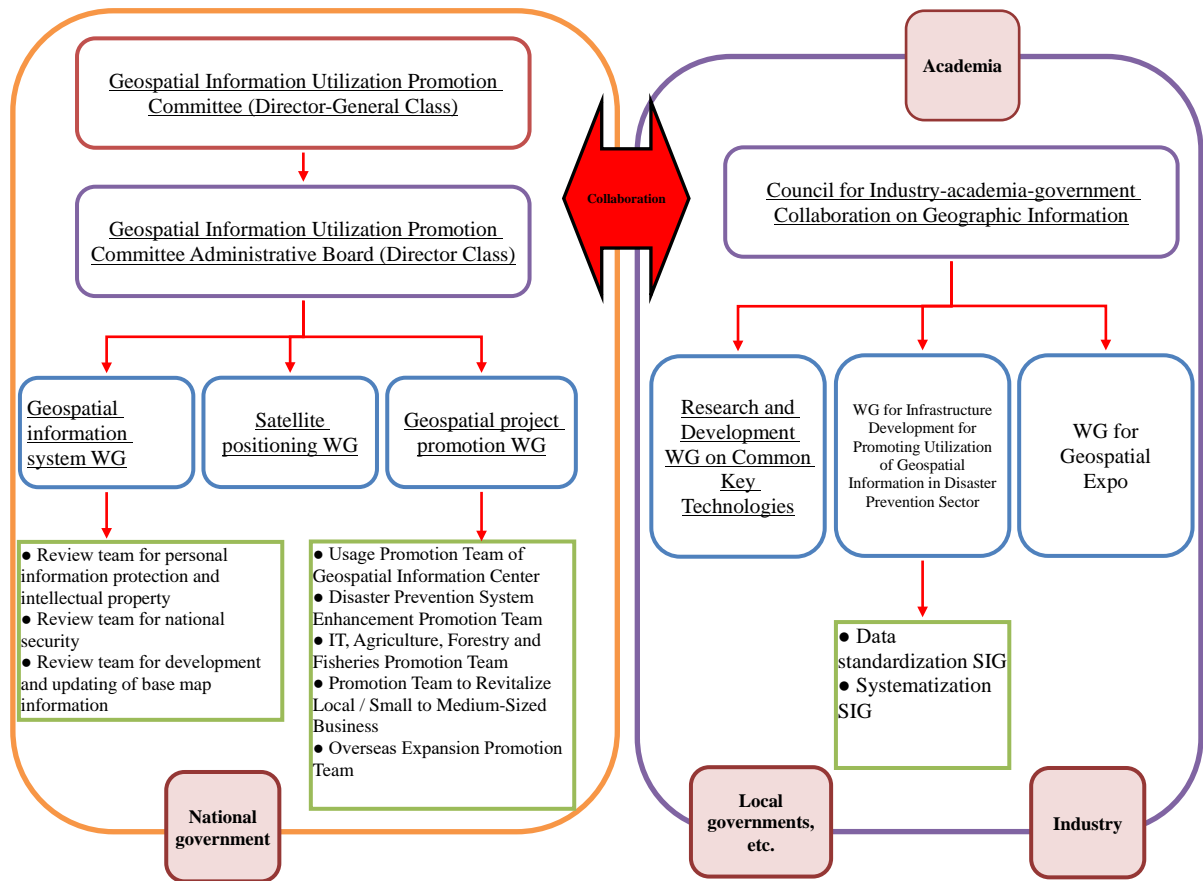 Geospatial Information Utilization Promotion
Committee (Director-General Class)
Geospatial Information Utilization Promotion
Committee Administrative Board (Director Class)
Geospatial
information
system WG
Satellite
positioning WG
Geospatial project
promotion WG
● Review team for personal
information protection and
intellectual property
● Review team for national
security
● Review team for development
and updating of base map
information
● Usage Promotion Team of
Geospatial Information Center
● Disaster Prevention System
Enhancement Promotion Team
● IT, Agriculture, Forestry and
Fisheries Promotion Team
● Promotion Team to Revitalize
Local / Small to Medium-Sized
Business
● Overseas Expansion Promotion
Team
National
government
Collaboration
Academia
Council for Industry-academia-government
Collaboration on Geographic Information
Research and
Development
WG on Common
Key
Technologies
WG for Infrastructure
Development for
Promoting Utilization
of Geospatial
Information in Disaster
Prevention Sector
WG for
Geospatial
Expo
● Data
standardization SIG
● Systematization
SIG
Local
governments,
etc.
Industry